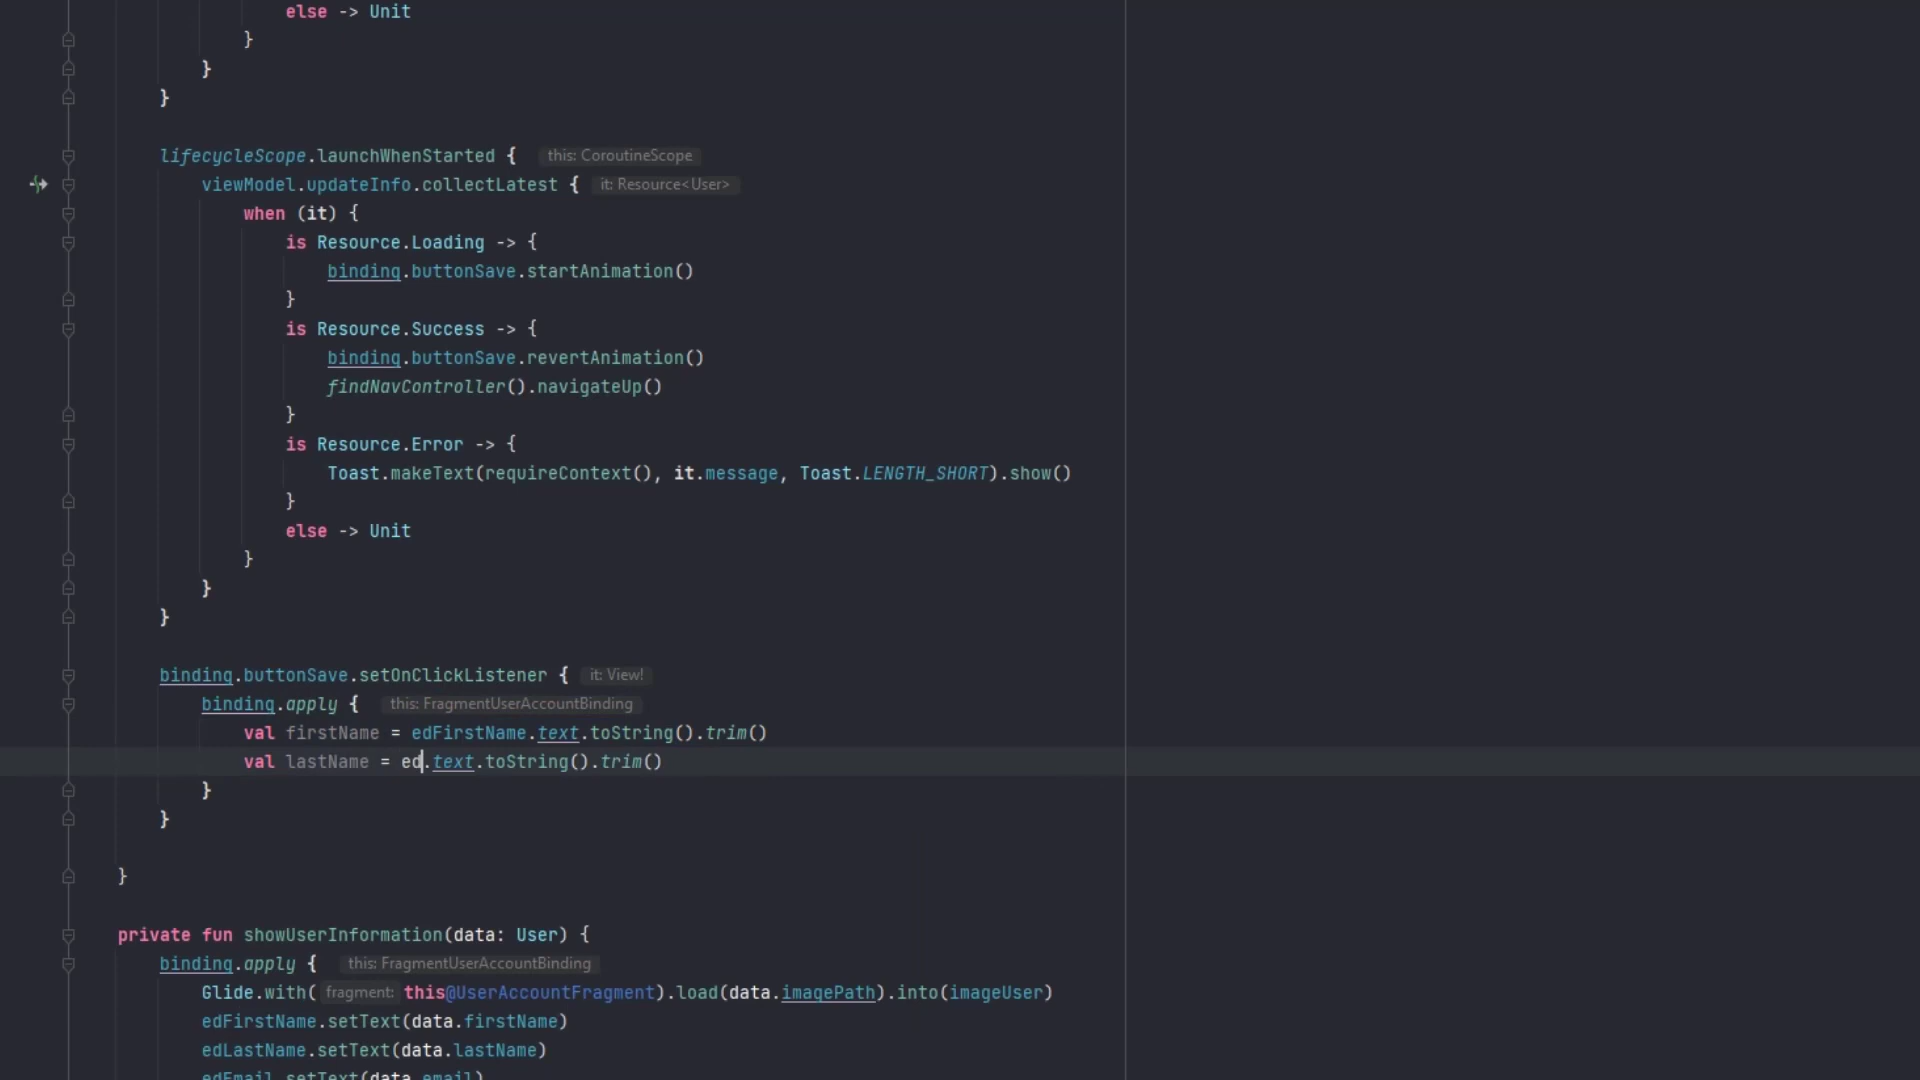 else -> Unit
}
}
}
lifecycleScope.launchWhenStarted { this: CoroutineScope
viewModel.updateInfo.collectLatest { it: Resource<User>
when (it) {
is Resource.Loading -> {
binding.buttonSave.startAnimation()
}
is Resource.Success -> {
binding.buttonSave.revertAnimation()
findNavController().navigateUp()
}
is Resource.Error -> {
Toast.makeText(requireContext(), it.message, Toast.LENGTH_SHORT).show()
}
else -> Unit
}
}
}
binding.buttonSave.setOnClickListener { it: View!
binding.apply { this: FragmentUserAccountBinding
val firstName = edFirstName.text.toString().trim()
val lastName = ed.text.toString().trim()
}
}
}
private fun showUserInformation(data: User) {
binding.apply { this: FragmentUserAccountBinding
Glide.with( fragment: this@UserAccountFragment).load(data.imagePath).into(imageUser)
edFirstName.setText(data.firstName)
edLastName.setText(data.lastName)
edEmail.setText(data.email)